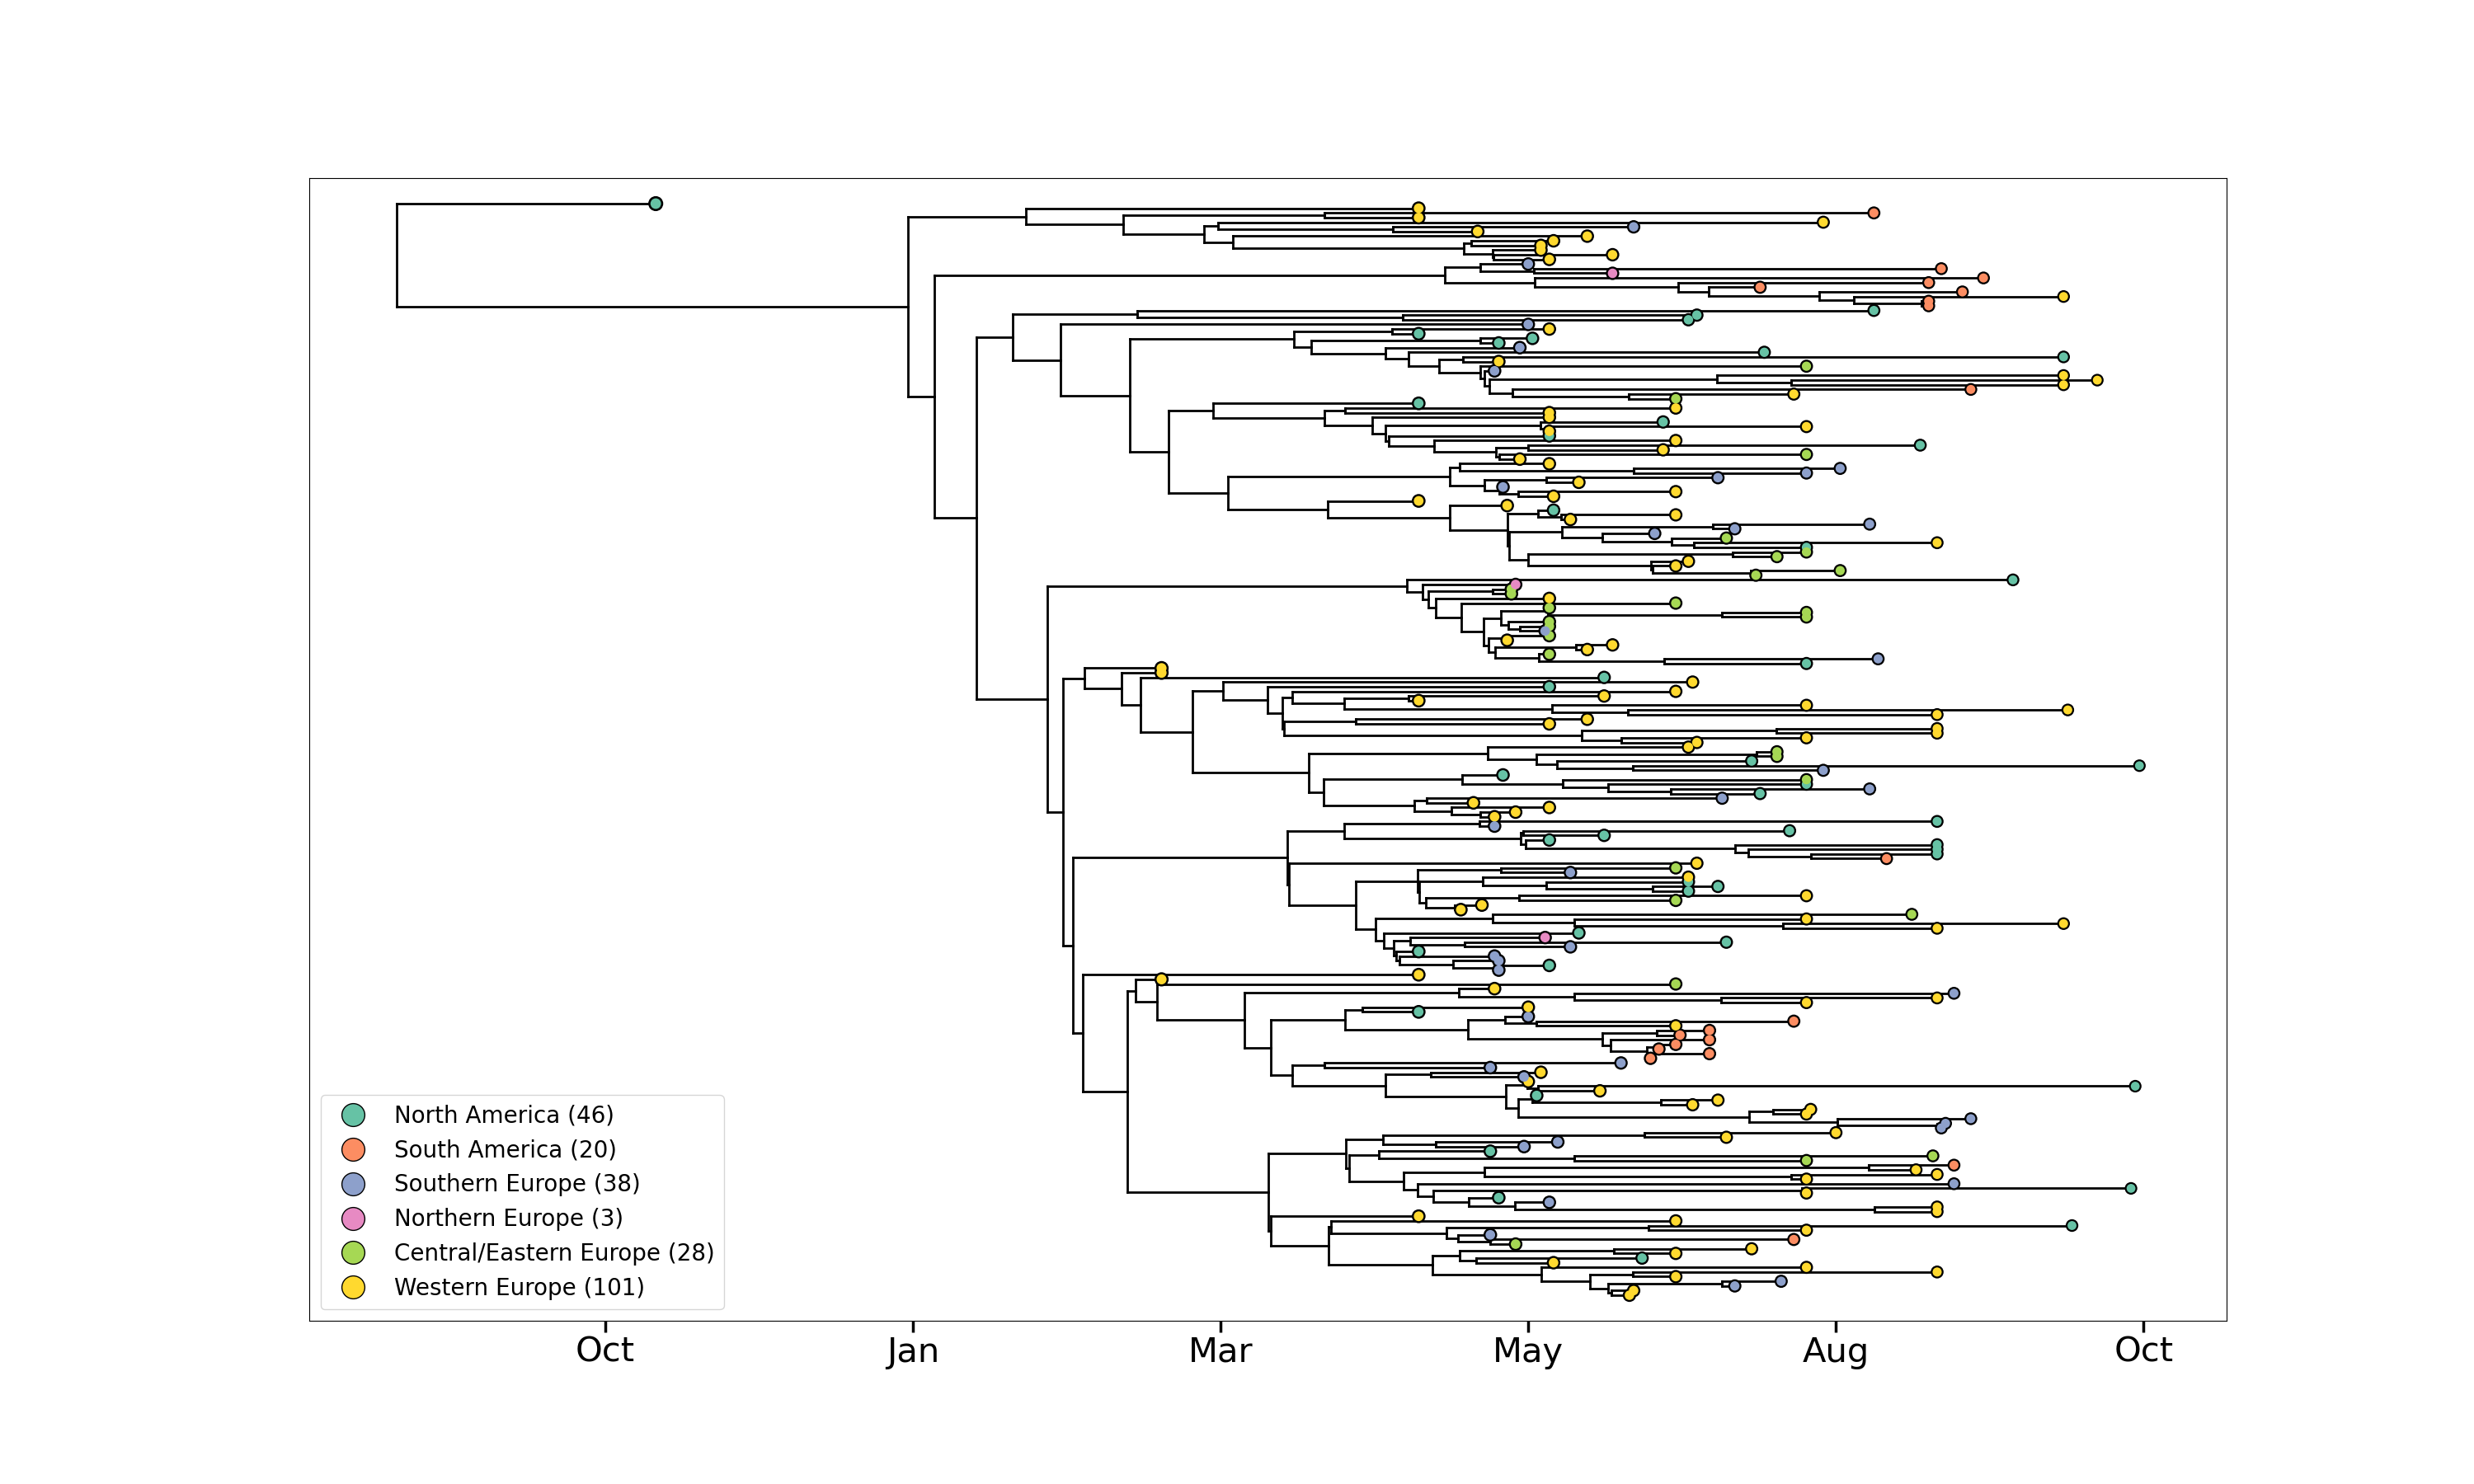 North America (46)
South America (20)
Southern Europe (38)
Northern Europe (3)
Central/Eastern Europe (28)
Western Europe (101)
Oct Jan Mar May Aug Oct